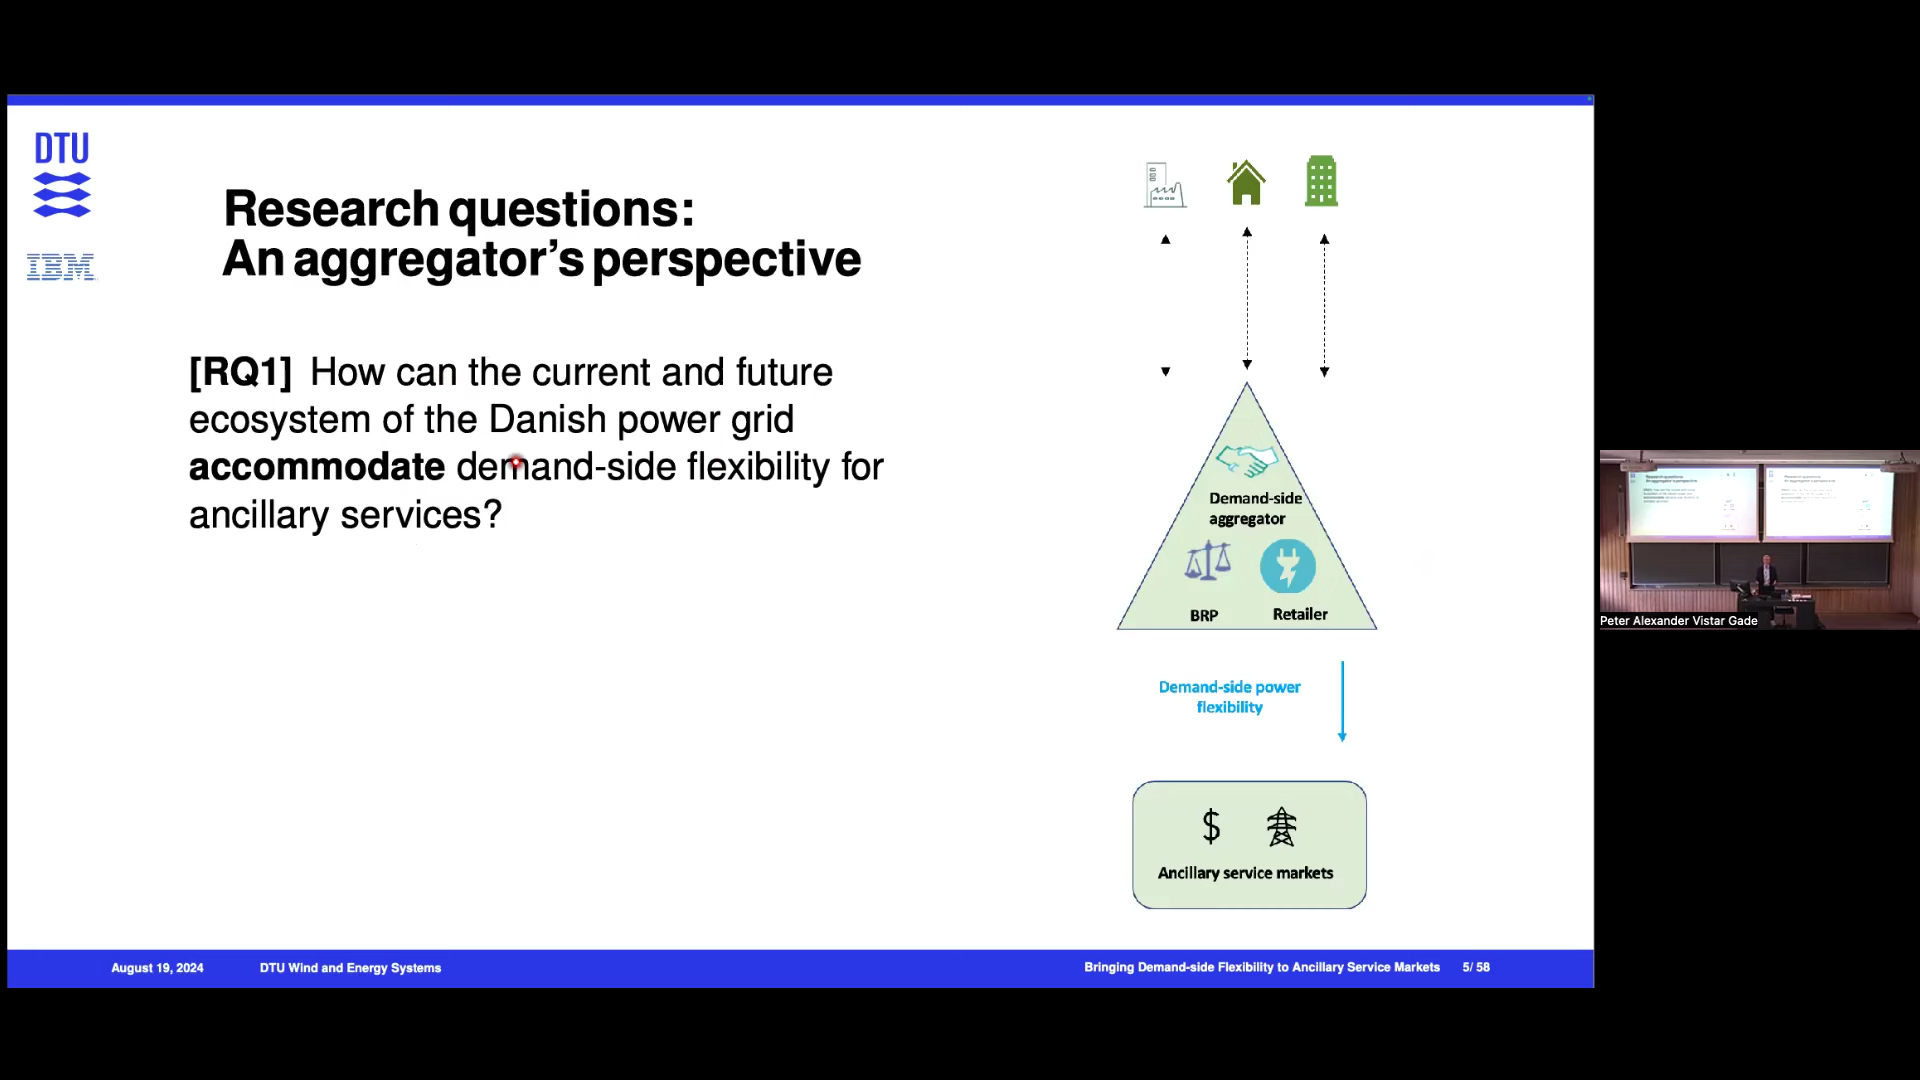 DTU
IBM
Research questions:
An aggregator's perspective
[RQ1] How can the current and future
ecosystem of the Danish power grid
accommodate demand-side flexibility for
ancillary services?
Demand-side
aggregator
BRP
Retailer
Demand-side power
flexibility
$
Ancillary service markets
August 19, 2024
DTU Wind and Energy Systems
Bringing Demand-side Flexibility to Ancillary Service Markets
5/ 58
Peter Alexander Vistar Gade